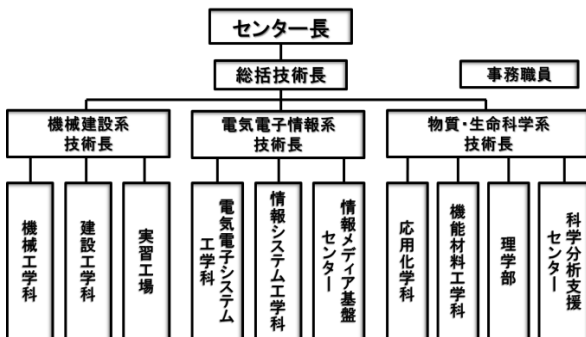 センター長
総括技術長
事務職員
機械建設系
技術長
電気電子情報系
技術長
物質・生命科学系
技術長
機械工学科
建設工学科
実習工場
電気電子システム
工学科
情報システム工学科
情報メディア基盤
センター
応用化学科
機能材料工学科
理学部
科学分析支援
センター